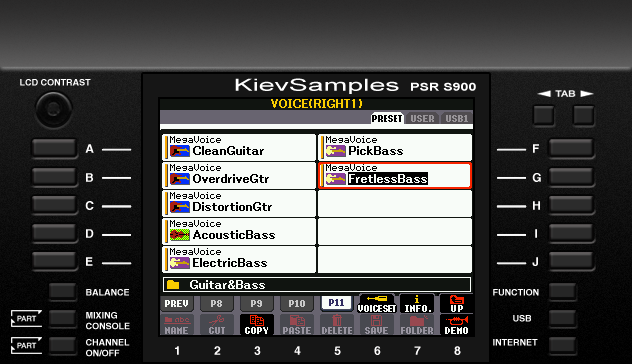 LCD CONTRAST
KievSamples PSR S900
TAB
VOICE(RIGHT1)
PRESET USER USB1
A
MegaVoice
CleanGuitar
MegaVoice
PickBass
F
B
MegaVoice
OverdriveGtr
MegaVoice
FretlessBass
G
C
MegaVoice
DistortionGtr
H
D
MegaVoice
AcousticBass
I
E
MegaVoice
ElectricBass
J
Guitar&Bass
BALANCE
FUNCTION
PREV P8 P9 P10 P11 VOICESET INFO. UP
PART
MIXING
CONSOLE
USB
NAME CUT COPY PASTE DELETE SAVE FOLDER DEMO
PART
CHANNEL
ON/OFF
INTERNET
1 2 3 4 5 6 7 8